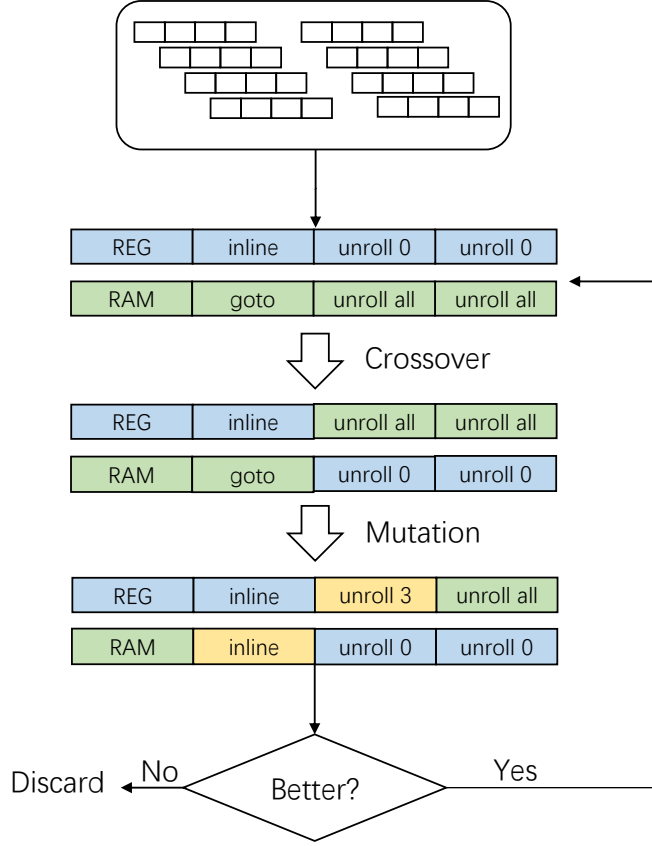 REG inline unroll 0 unroll 0
RAM goto unroll all unroll all
Crossover
REG inline unroll all unroll all
RAM goto unroll 0 unroll 0
Mutation
REG inline unroll 3 unroll all
RAM inline unroll 0 unroll 0
Discard No Better? Yes